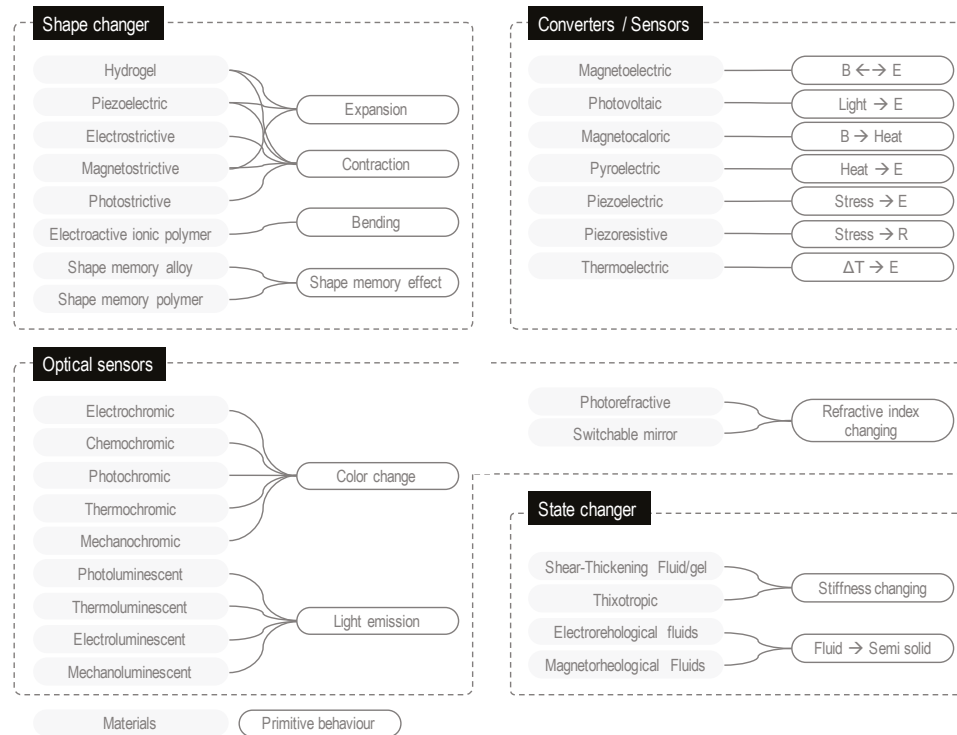 Shape changer
Hydrogel
Piezoelectric
Electrostrictive
Magnetostrictive
Photostrictive
Electroactive ionic polymer
Shape memory alloy
Shape memory polymer
Expansion
Contraction
Bending
Shape memory effect
Converters / Sensors
Magnetoelectric
B ←→ E
Photovoltaic
Light → E
Magnetocaloric
B → Heat
Pyroelectric
Heat → E
Piezoelectric
Stress → E
Piezoresistive
Stress → R
Thermoelectric
ΔT → E
Optical sensors
Electrochromic
Chemochromic
Photochromic
Thermochromic
Mechanochromic
Photoluminescent
Thermoluminescent
Electroluminescent
Mechanoluminescent
Color change
Light emission
Photorefractive
Switchable mirror
Refractive index
changing
State changer
Shear-Thickening Fluid/gel
Thixotropic
Electrorehological fluids
Magnetorheological Fluids
Stiffness changing
Fluid → Semi solid
Materials
Primitive behaviour